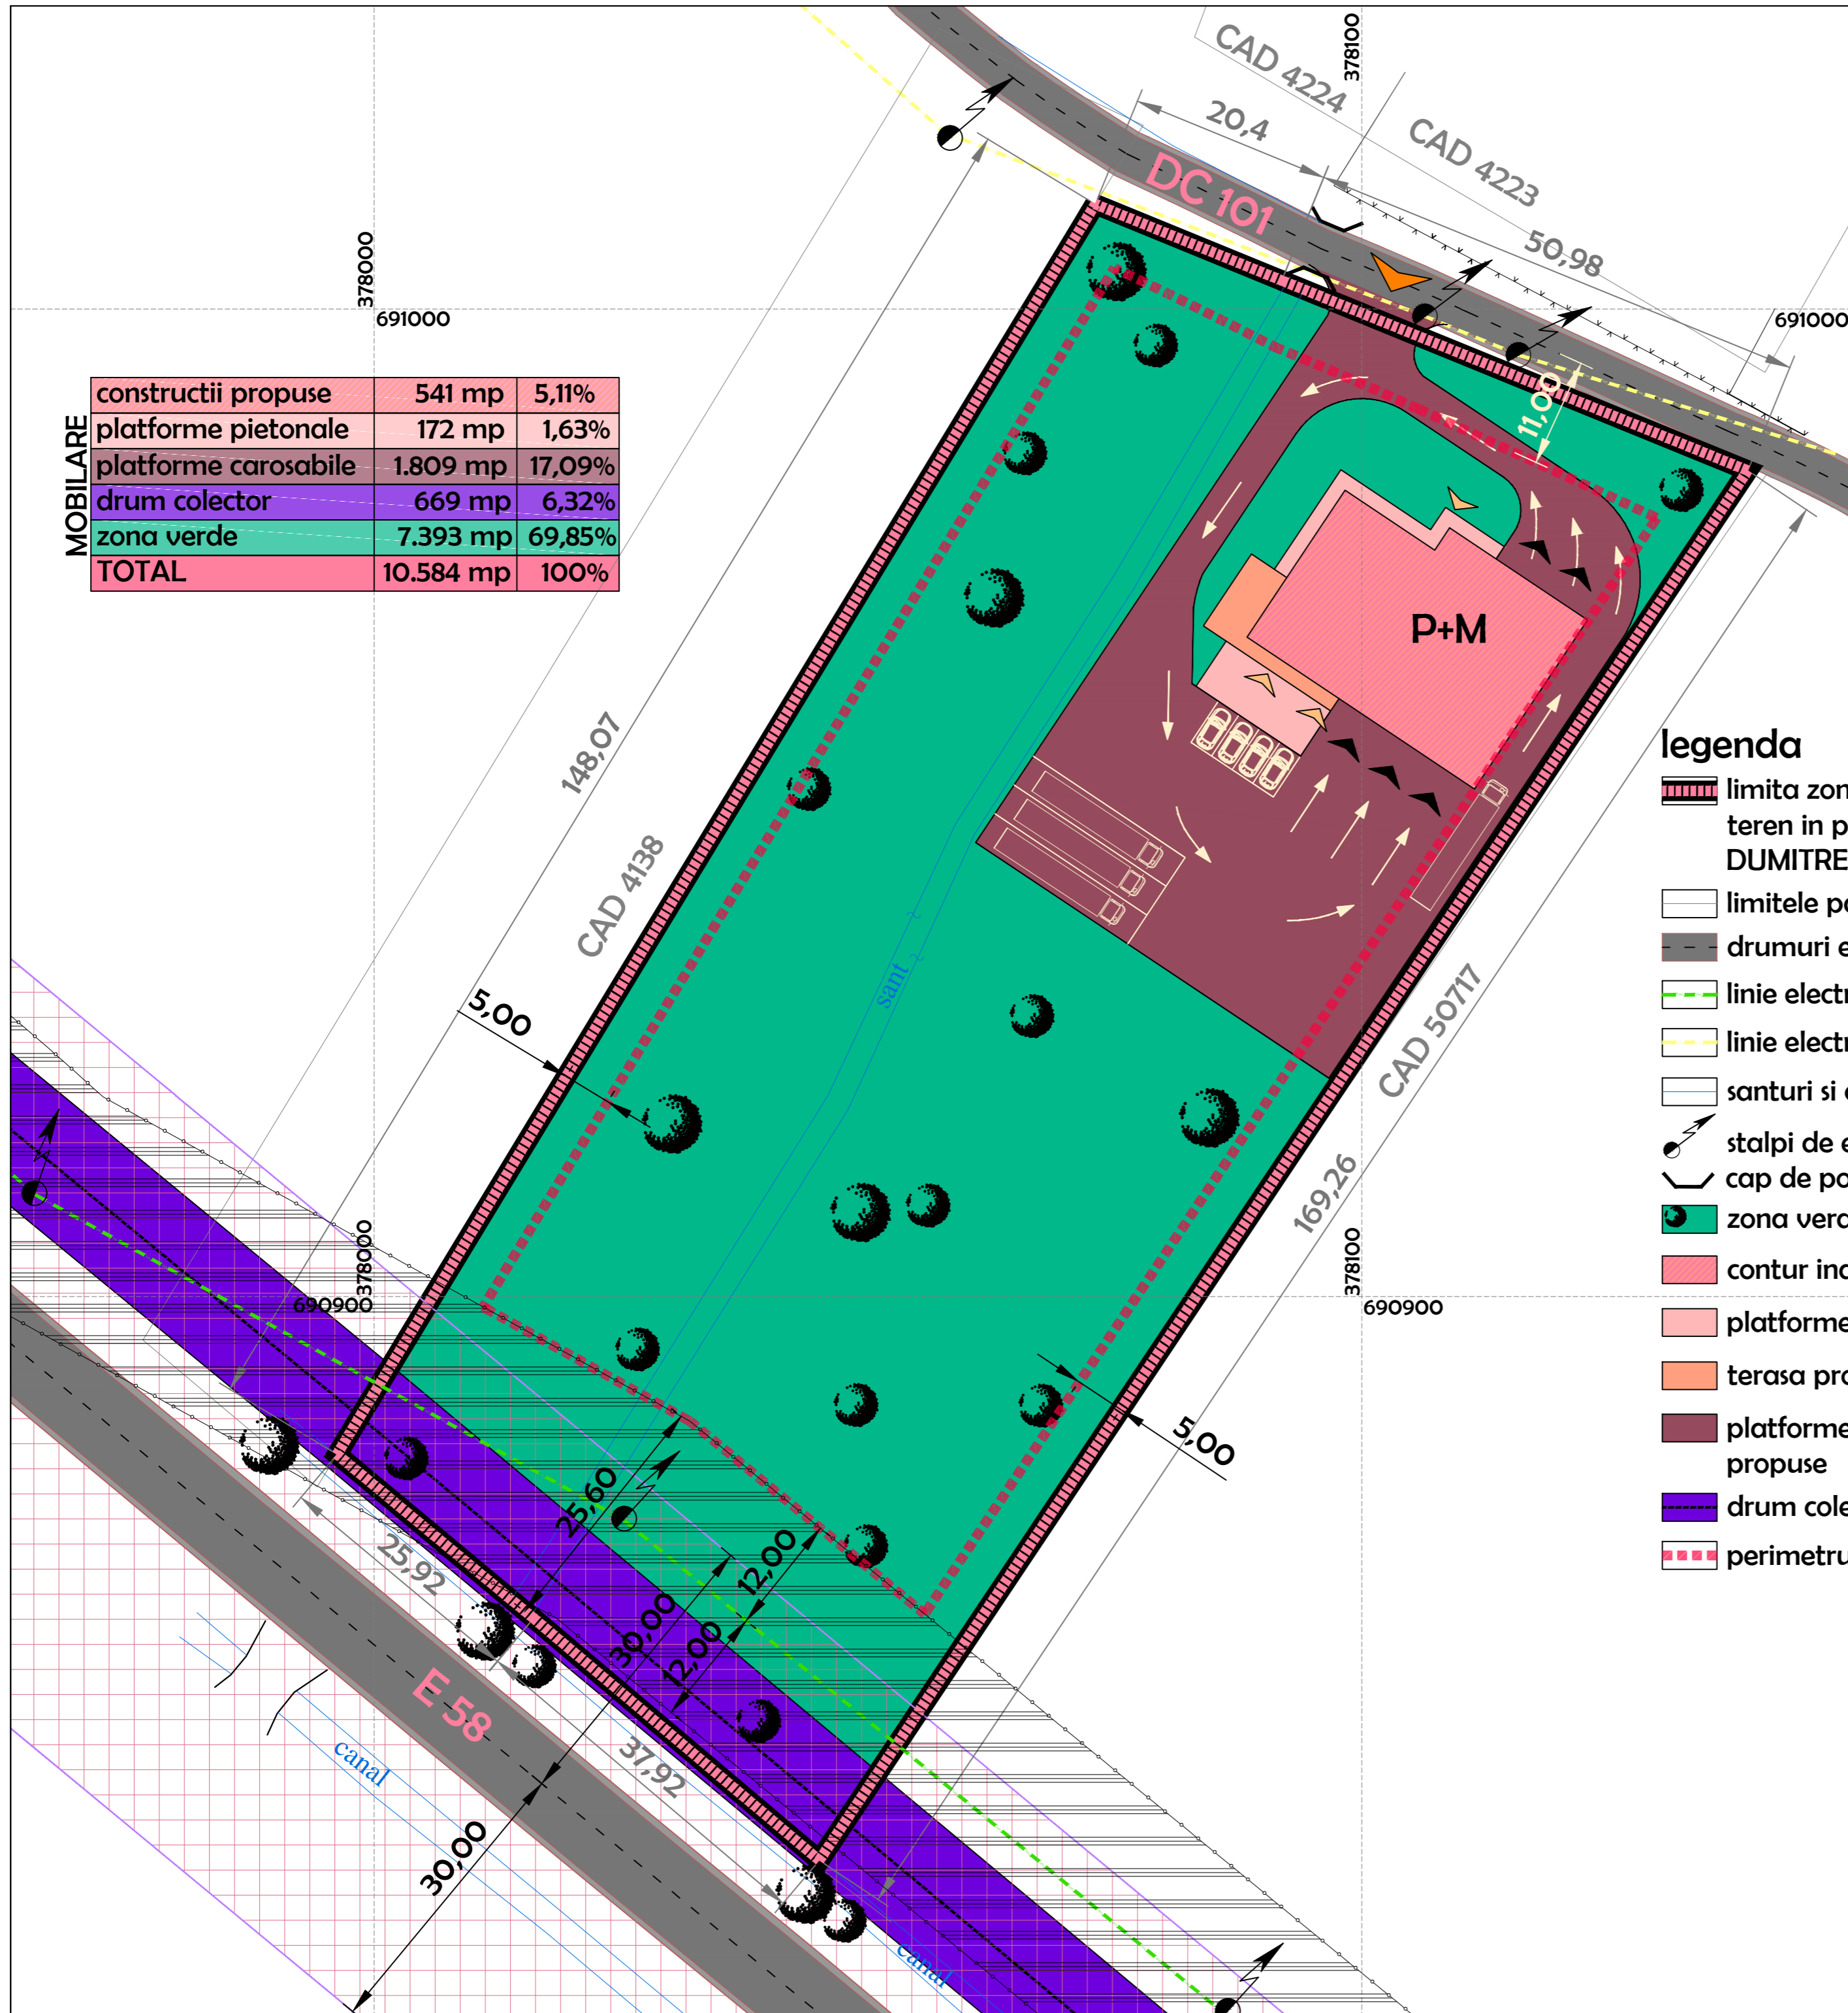 CAD 4224
378100
20,4
CAD 4223
DC 101
50,98
378000
691000
691000
11,00
MOBILARE
constructii propuse 541 mp 5,11%
platforme pietonale 172 mp 1,63%
platforme carosabile 1.809 mp 17,09%
drum colector 669 mp 6,32%
zona verde 7.393 mp 69,85%
TOTAL 10.584 mp 100%
P+M
148,07
CAD 4138
sant
5,00
CAD 50717
169,26
378000
690900
378100
690900
5,00
25,60
25,92
12,00
30,00
12,00
E 58
37,92
canal
30,00
canal
legenda
limita zon
teren in p
DUMITRE
limitele
drumuri e
linie electr
linie electr
santuri si
stalpi de e
cap de po
zona verd
contur
platforme
terasa pro
platforme
propuse
drum cole
perimetru